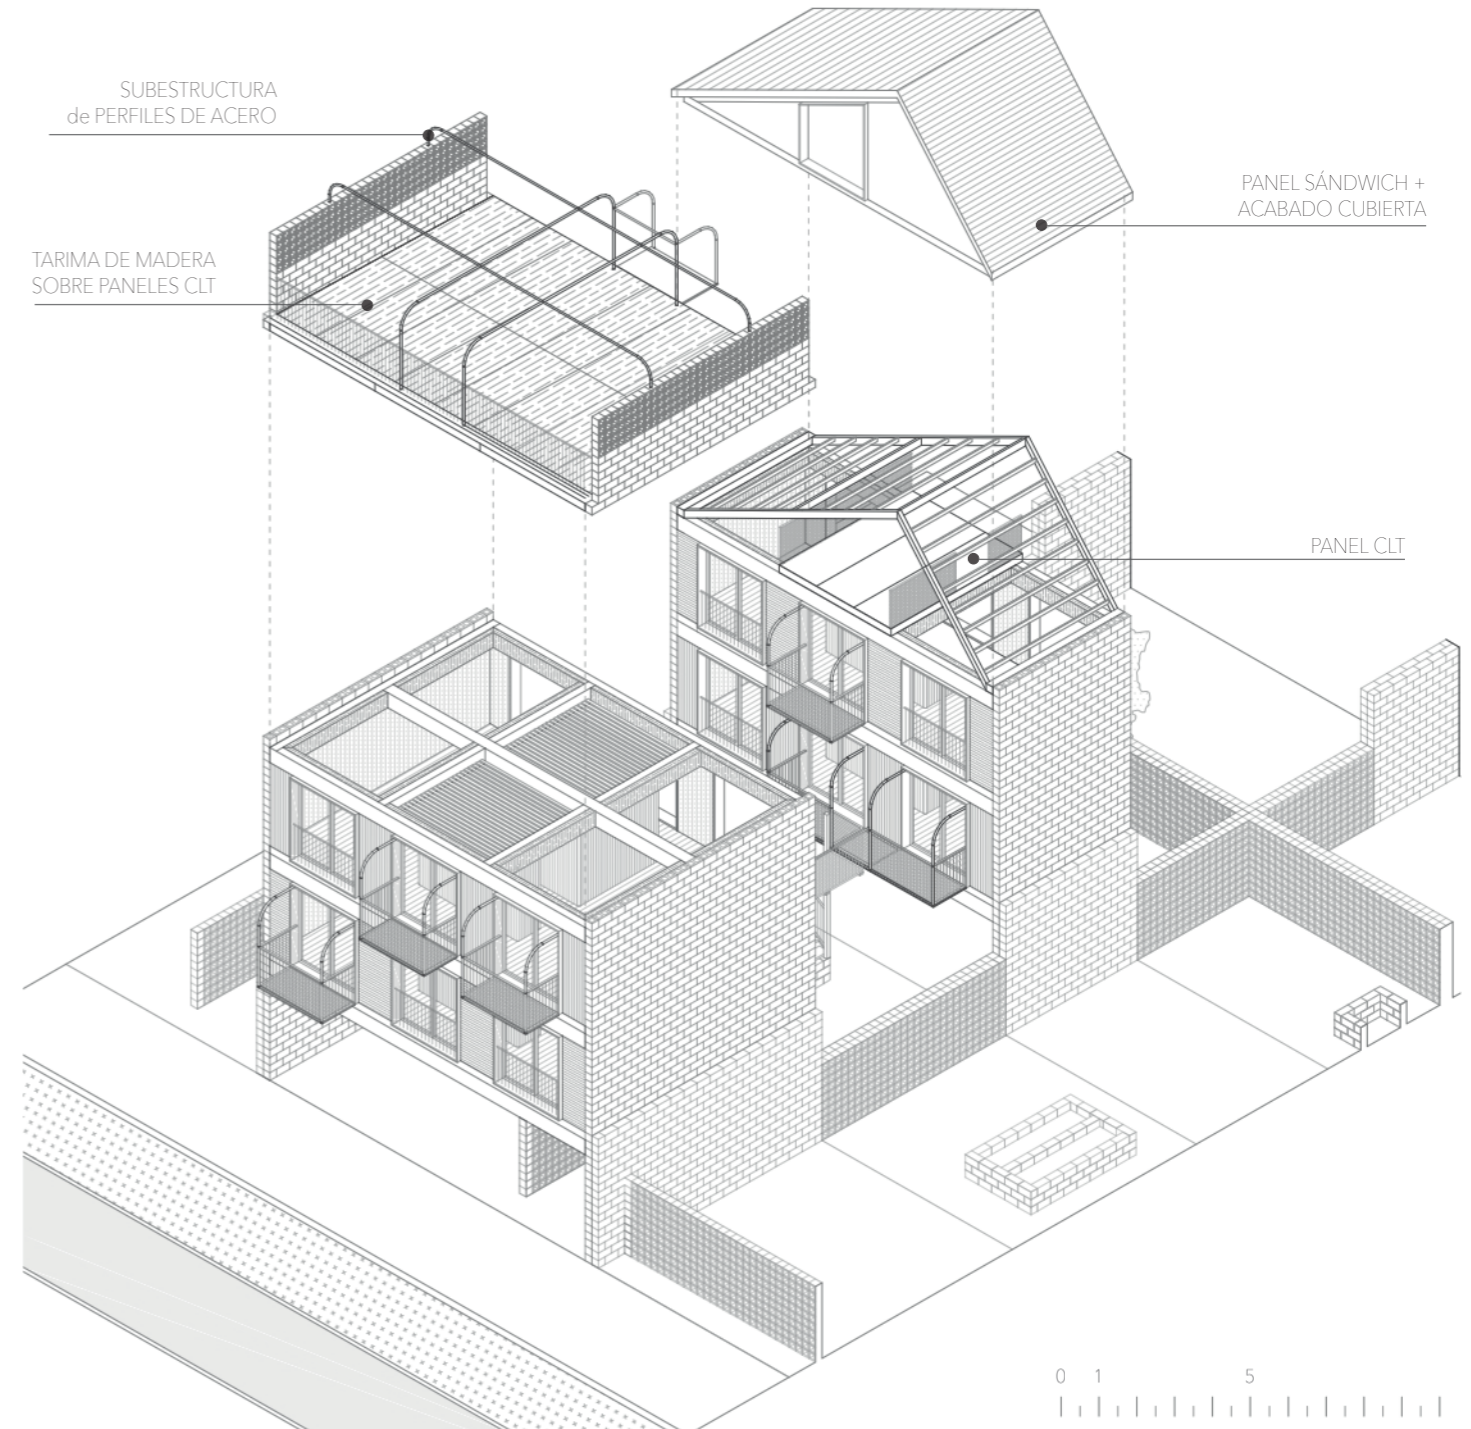 SUBESTRUCTURA
de PERFILES DE ACERO
PANEL SÁNDWICH +
ACABADO CUBIERTA
TARIMA DE MADERA
SOBRE PANELES CLT
PANEL CLT
0 1 5